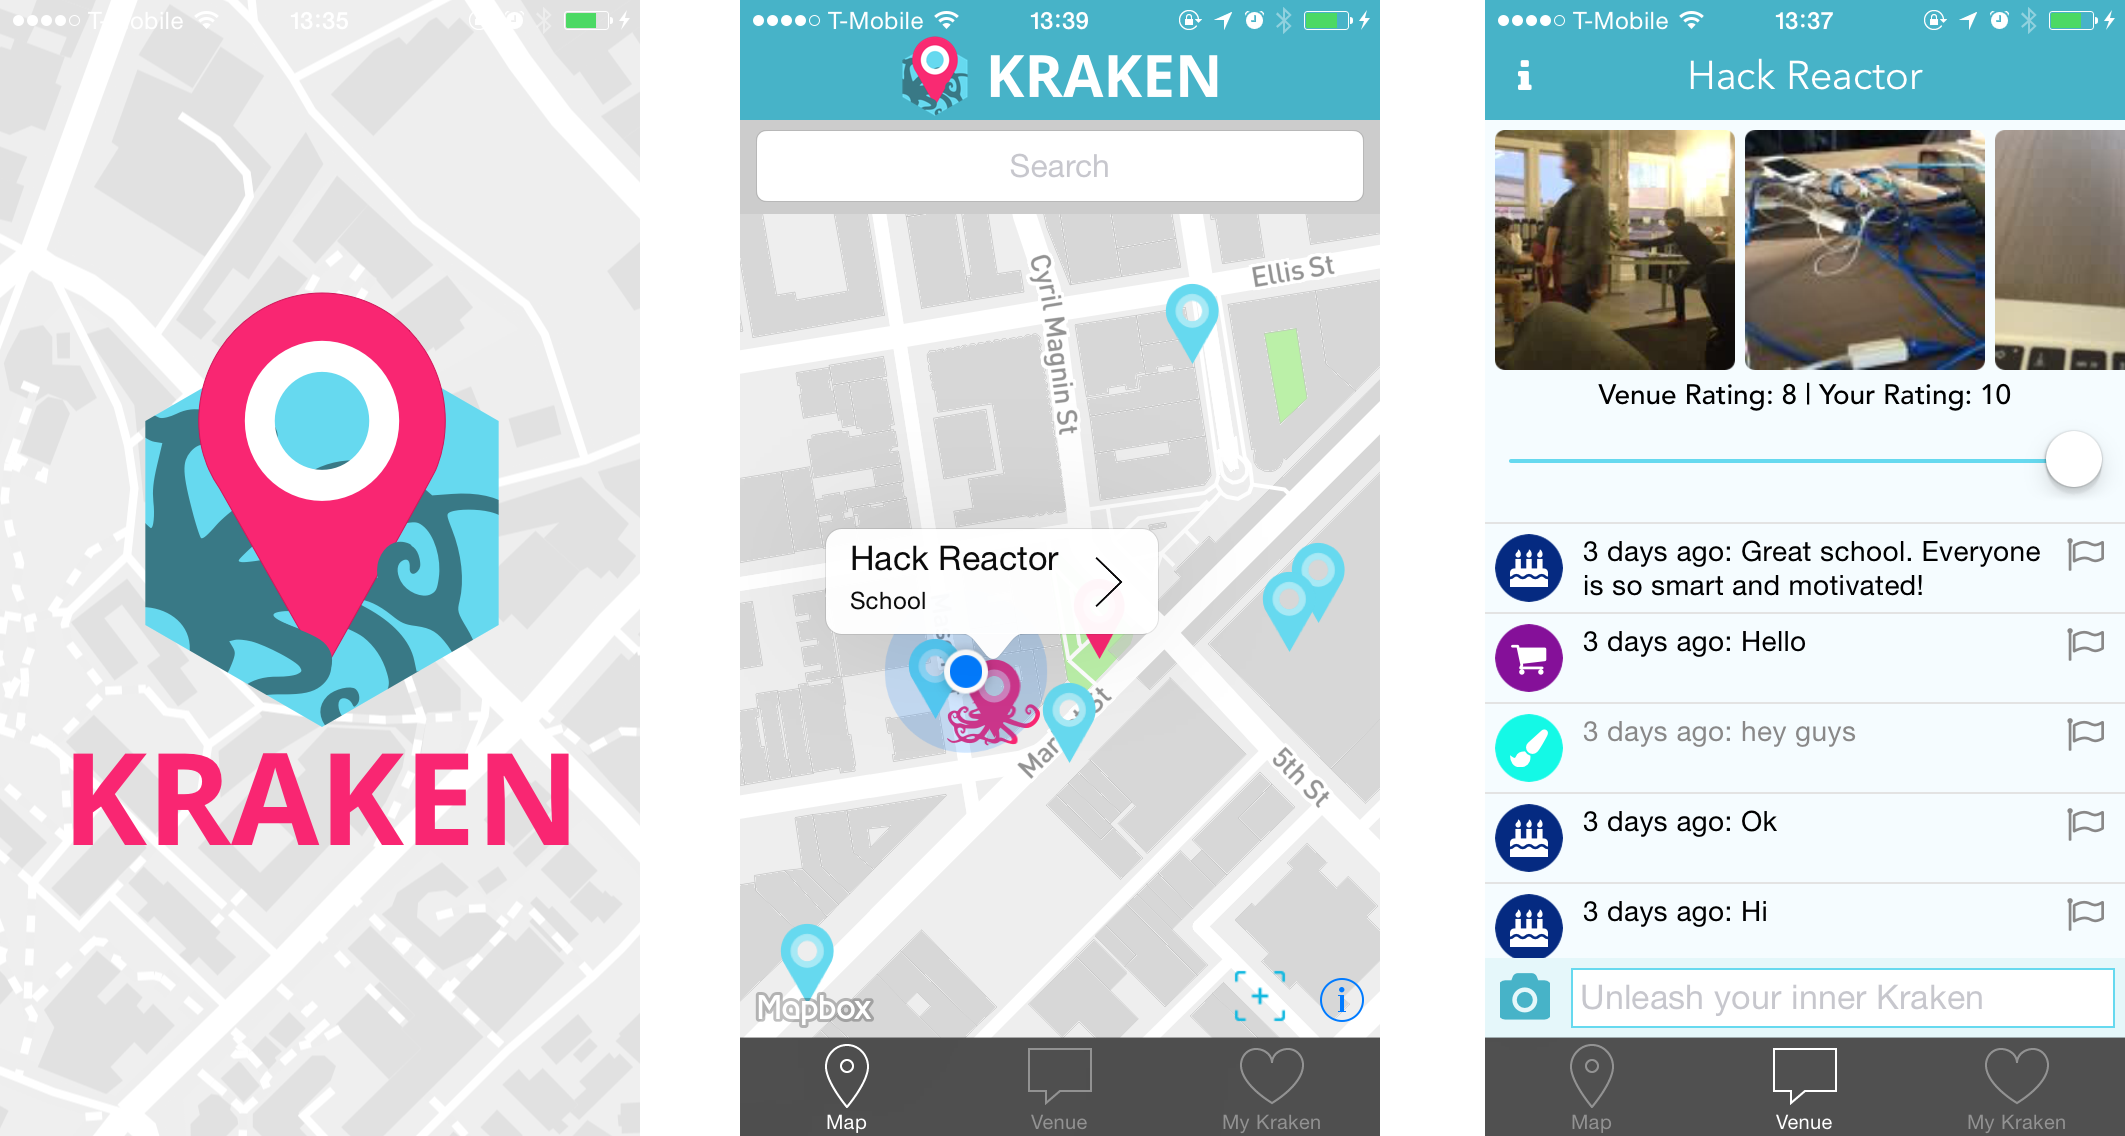 T-Mobile
13:35
KRAKEN
T-Mobile
13:39
KRAKEN
Search
Cyril Magnin St
Ellis St
Hack Reactor
School
5th St
Mapbox
Map
Venue
My Kraken
T-Mobile
13:37
Hack Reactor
Venue Rating: 8 | Your Rating: 10
3 days ago: Great school. Everyone
is so smart and motivated!
3 days ago: Hello
3 days ago: hey guys
3 days ago: Ok
3 days ago: Hi
Unleash your inner Kraken
Map
Venue
My Kraken